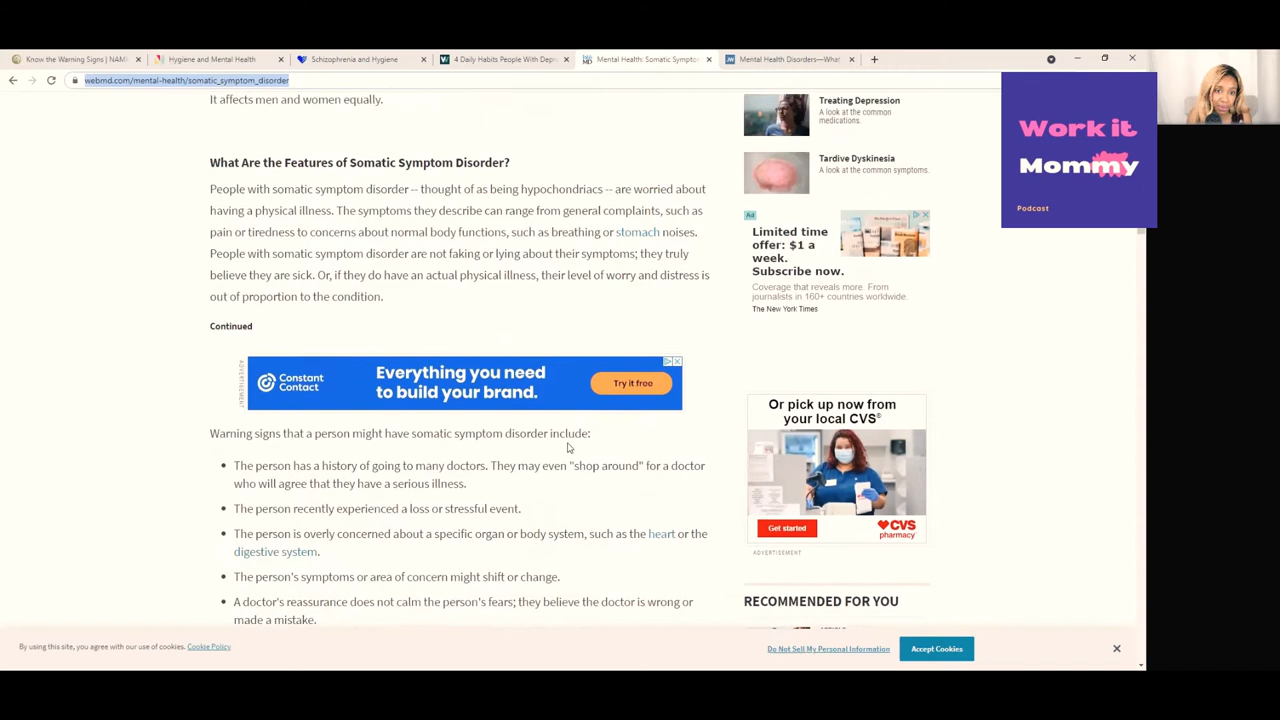 Know the Warning Signs | NAMI
Hygiene and Mental Health
Schizophrenia and Hygiene
4 Daily Habits People With Depr
Mental Health: Somatic Symptom
Mental Health Disorders—What
webmd.com/mental-health/somatic_symptom_disorder
It affects men and women equally.
What Are the Features of Somatic Symptom Disorder?
People with somatic symptom disorder -- thought of as being hypochondriacs -- are worried about
having a physical illness. The symptoms they describe can range from general complaints, such as
pain or tiredness to concerns about normal body functions, such as breathing or stomach noises.
People with somatic symptom disorder are not faking or lying about their symptoms; they truly
believe they are sick. Or, if they do have an actual physical illness, their level of worry and distress is
out of proportion to the condition.
Continued
ADVERTISEMENT
Constant
Contact
Everything you need
to build your brand.
Try it free
Warning signs that a person might have somatic symptom disorder include:
The person has a history of going to many doctors. They may even "shop around" for a doctor
who will agree that they have a serious illness.
The person recently experienced a loss or stressful event.
The person is overly concerned about a specific organ or body system, such as the heart or the
digestive system.
The person's symptoms or area of concern might shift or change.
A doctor's reassurance does not calm the person's fears; they believe the doctor is wrong or
made a mistake.
Treating Depression
A look at the common
medications.
Tardive Dyskinesia
A look at the common symptoms.
Ad
Limited time
offer: $1 a
week.
Subscribe now.
Coverage that reveals more. From
journalists in 160+ countries worldwide.
The New York Times
Or pick up now from
your local CVS®
Get started
CVS
pharmacy®
ADVERTISEMENT
RECOMMENDED FOR YOU
Work it
Mommy
Podcast
By using this site, you agree with our use of cookies. Cookie Policy
Do Not Sell My Personal Information
Accept Cookies